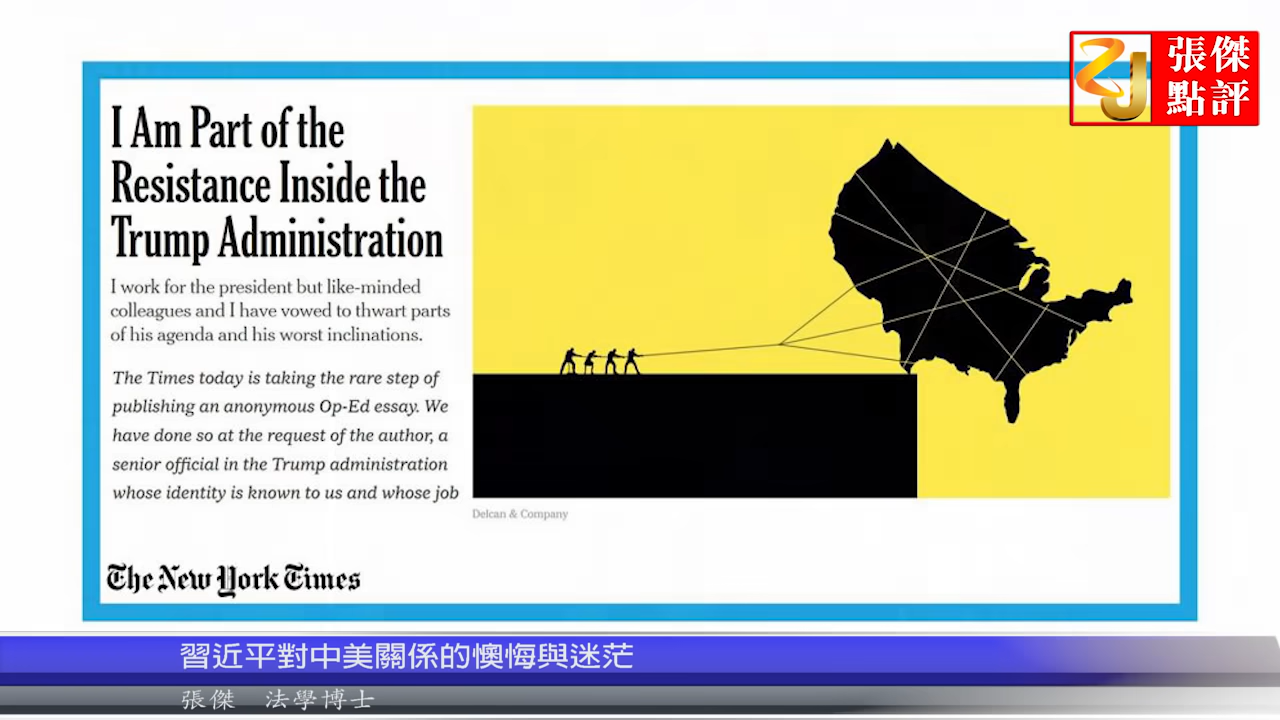 張傑
點評
I Am Part of the
Resistance Inside the
Trump Administration
I work for the president but like-minded
colleagues and I have vowed to thwart parts
of his agenda and his worst inclinations.
The Times today is taking the rare step of
publishing an anonymous Op-Ed essay. We
have done so at the request of the author, a
senior official in the Trump administration
whose identity is known to us and whose job
Delcan & Company
The New York Times
習近平對中美關係的懊悔與迷茫
張傑 法學博士